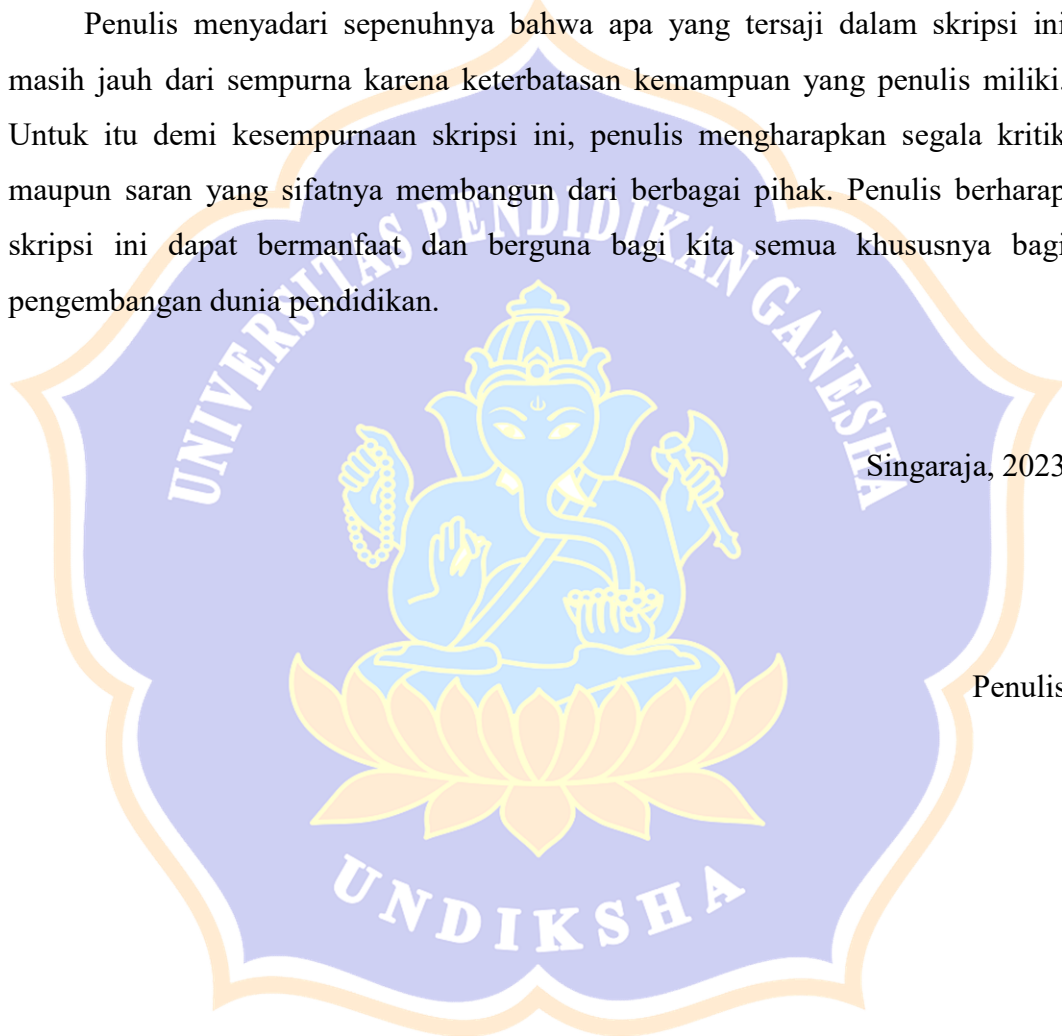 Penulis menyadari sepenuhnya bahwa apa yang tersaji dalam skripsi ini
masih jauh dari sempurna karena keterbatasan kemampuan yang penulis miliki.
Untuk itu demi kesempurnaan skripsi ini, penulis mengharapkan segala kritik
maupun saran yang sifatnya membangun dari berbagai pihak. Penulis berharap
skripsi ini dapat bermanfaat dan berguna bagi kita semua khususnya bagi
pengembangan dunia pendidikan.
UNIVERSITAS PENDIDIKAN GANESHA
Singaraja, 2023
Penulis
UNDIKSHA